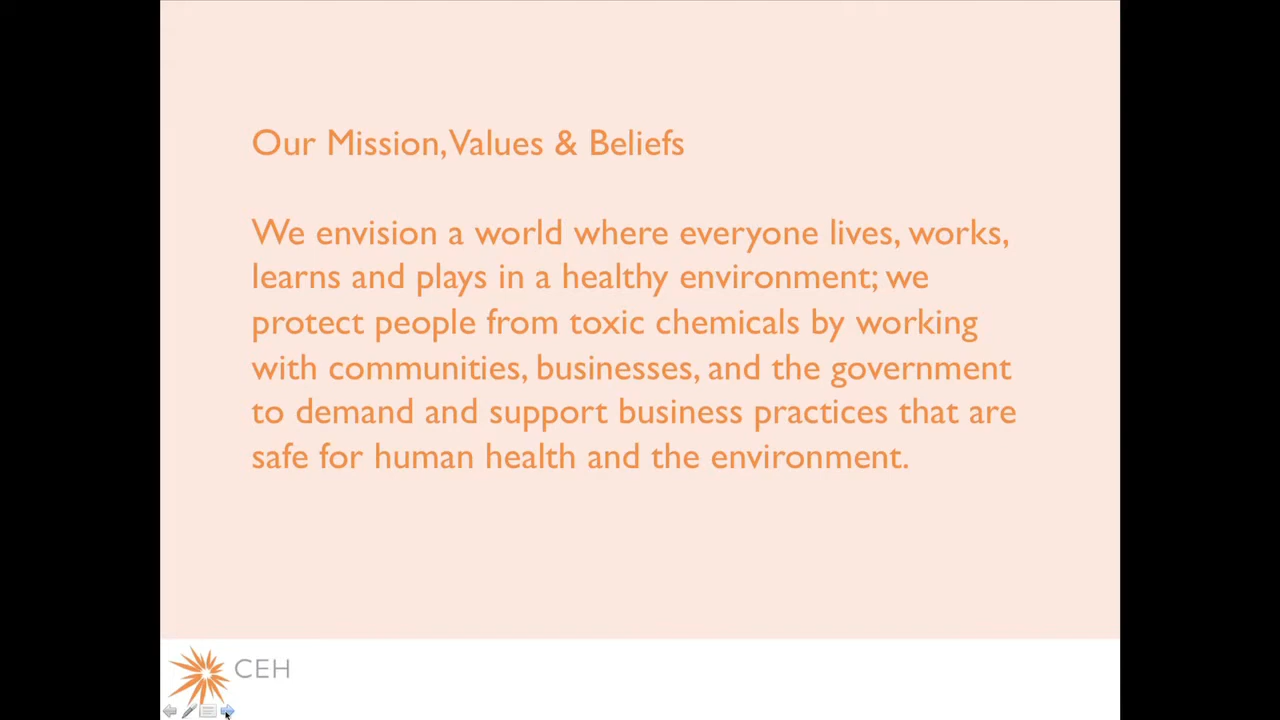 Our Mission, Values & Beliefs
We envision a world where everyone lives, works,
learns and plays in a healthy environment; we
protect people from toxic chemicals by working
with communities, businesses, and the government
to demand and support business practices that are
safe for human health and the environment.
CEH